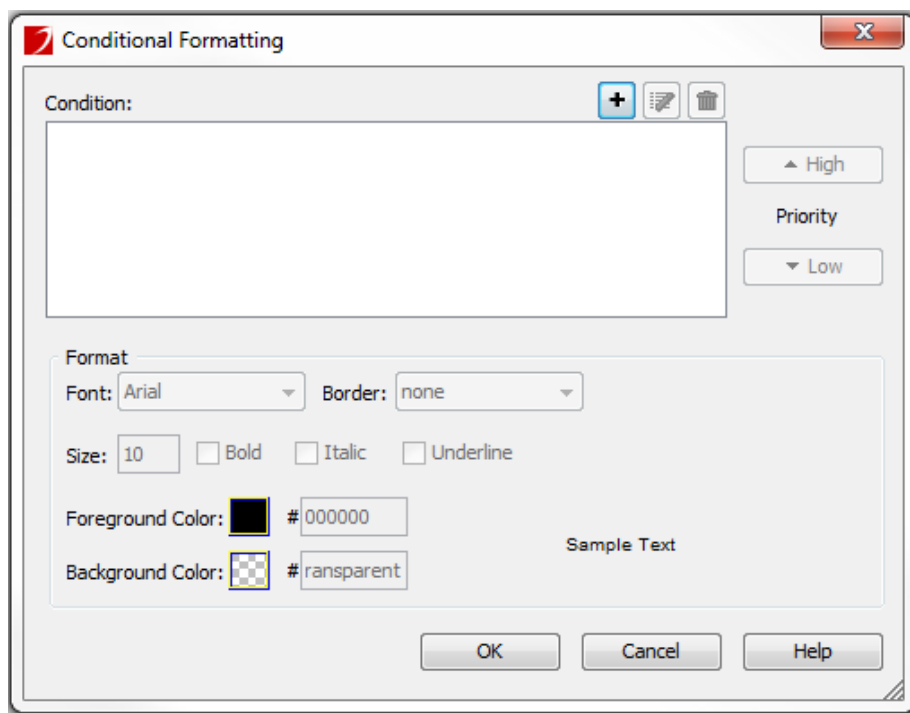 Conditional Formatting
Condition:
High
Priority
Low
Format
Font: Arial Border: none
Size: 10 Bold Italic Underline
Foreground Color: #000000
Sample Text
Background Color: #ransparent
OK Cancel Help